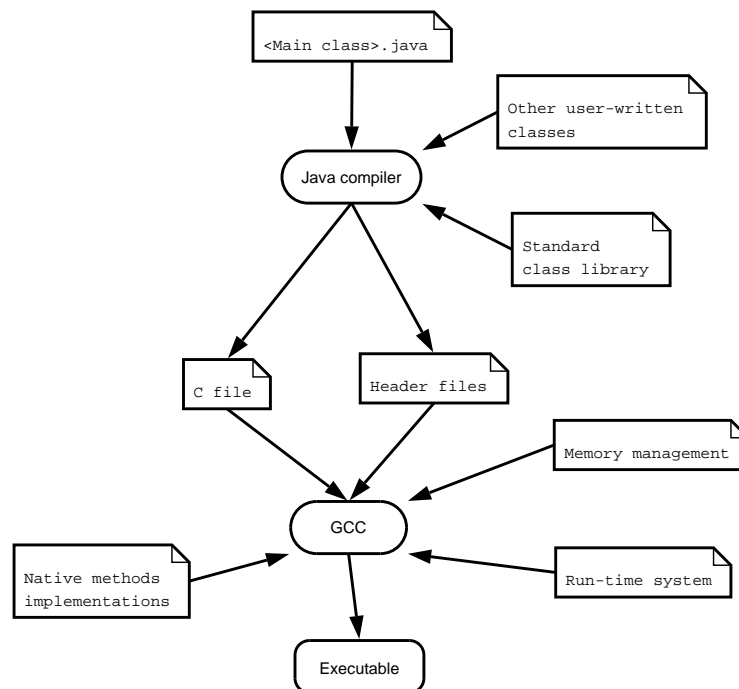 <Main class>.java
Other user-written
classes
Java compiler
Standard
class library
C file
Header files
Memory management
GCC
Native methods
implementations
Run-time system
Executable